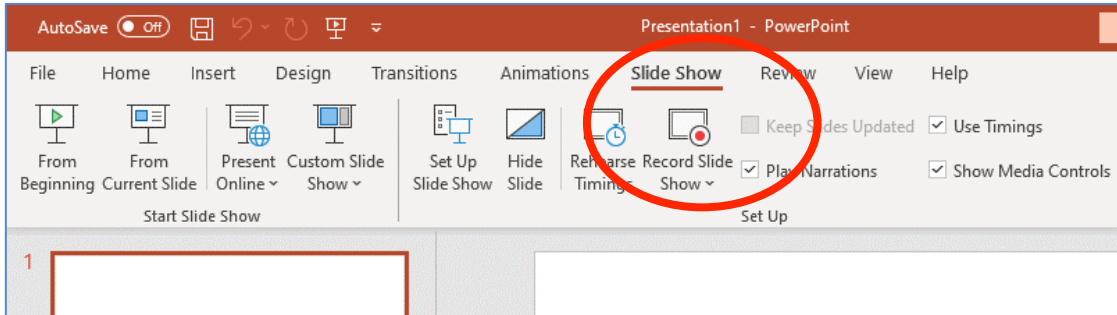 AutoSave Off Presentation1 - PowerPoint
File Home Insert Design Transitions Animations Slide Show Review View Help
From Beginning
From Current Slide
Present Online
Custom Slide Show
Set Up Slide Show
Hide Slide
Rehearse Timings
Record Slide Show
Keep Slides Updated
Play Narrations
Use Timings
Show Media Controls
Start Slide Show
Set Up
1